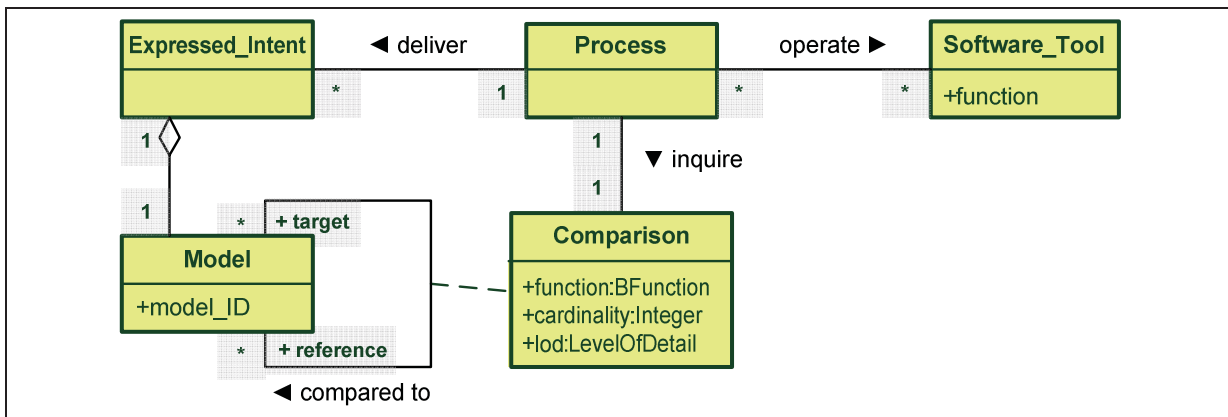 Expressed_Intent
◄ deliver
Process
operate ►
Software_Tool
*
1
*
*
+function
1
1
▼ inquire
1
1
*
+ target
Comparison
Model
+function:BFunction
+model_ID
+cardinality:Integer
+lod:LevelOfDetail
*
+ reference
◄ compared to